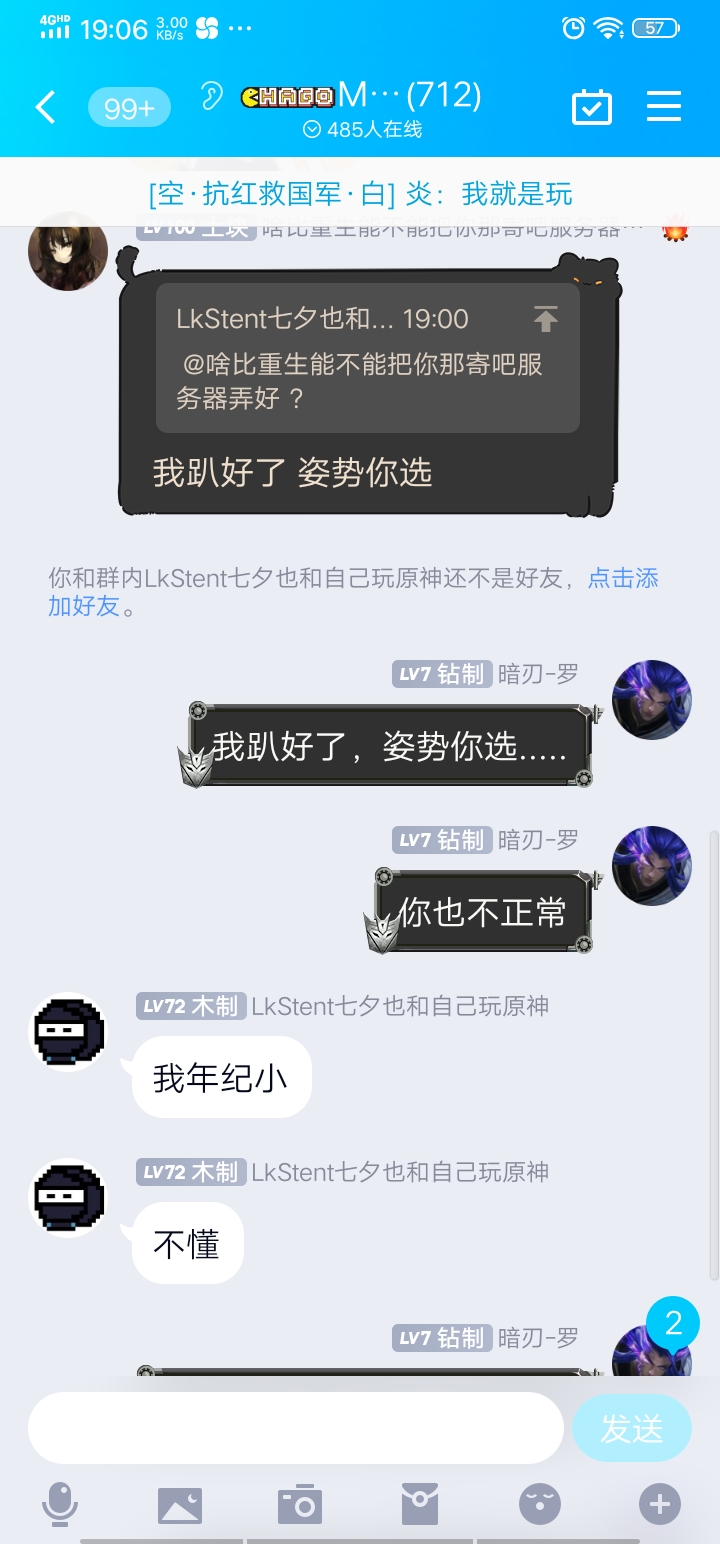 4GHD 19:06 3.00 KB/s 57
99+ CHAGOM…(712)
485人在线
[空·抗红救国军·白] 炎：我就是玩
LV100 土块 啥比重生能不能把你那寄吧服务器…
LkStent七夕也和... 19:00
@啥比重生能不能把你那寄吧服
务器弄好 ？
我趴好了 姿势你选
你和群内LkStent七夕也和自己玩原神还不是好友，点击添
加好友。
LV7 钻制 暗刃-罗
我趴好了，姿势你选.....
LV7 钻制 暗刃-罗
你也不正常
LV72 木制 LkStent七夕也和自己玩原神
我年纪小
LV72 木制 LkStent七夕也和自己玩原神
不懂
LV7 钻制 暗刃-罗
2
发送